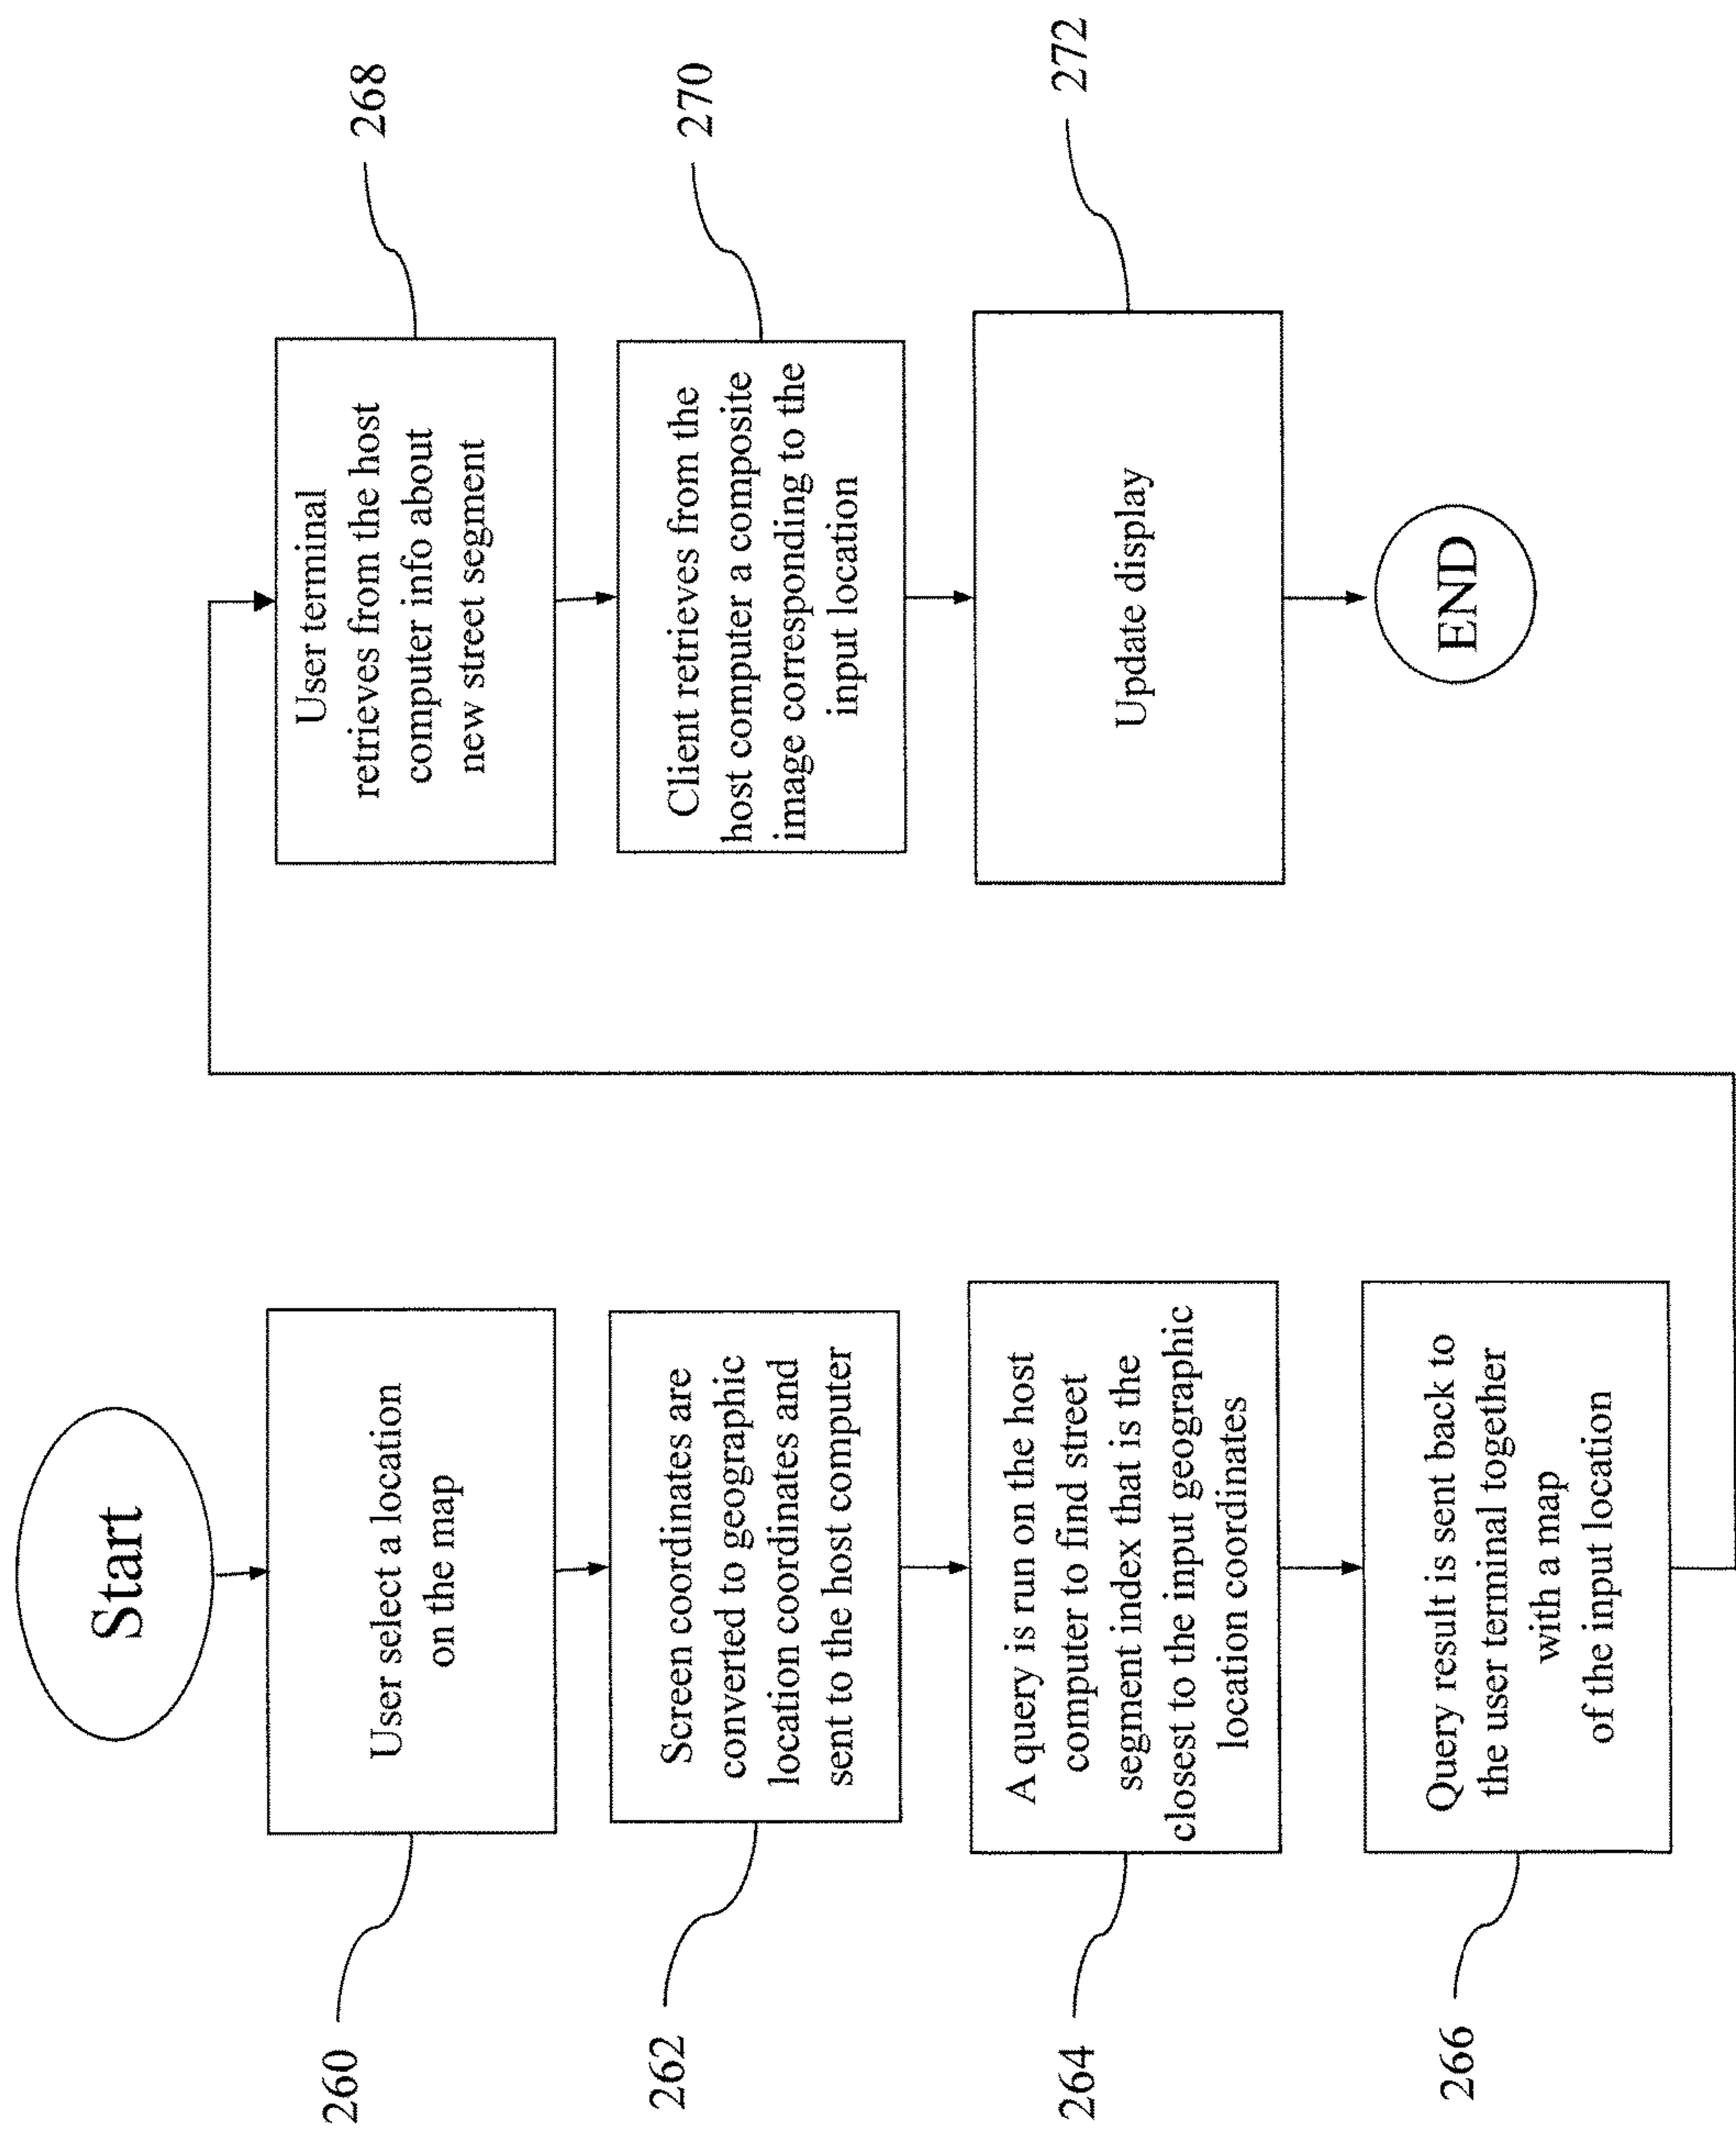 Start
260
User select a location
on the map
262
Screen coordinates are
converted to geographic
location coordinates and
sent to the host computer
264
A query is run on the host
computer to find street
segment index that is the
closest to the input geographic
location coordinates
266
Query result is sent back to
the user terminal together
with a map
of the input location
268
User terminal
retrieves from the host
computer info about
new street segment
270
Client retrieves from the
host computer a composite
image corresponding to the
input location
272
Update display
END